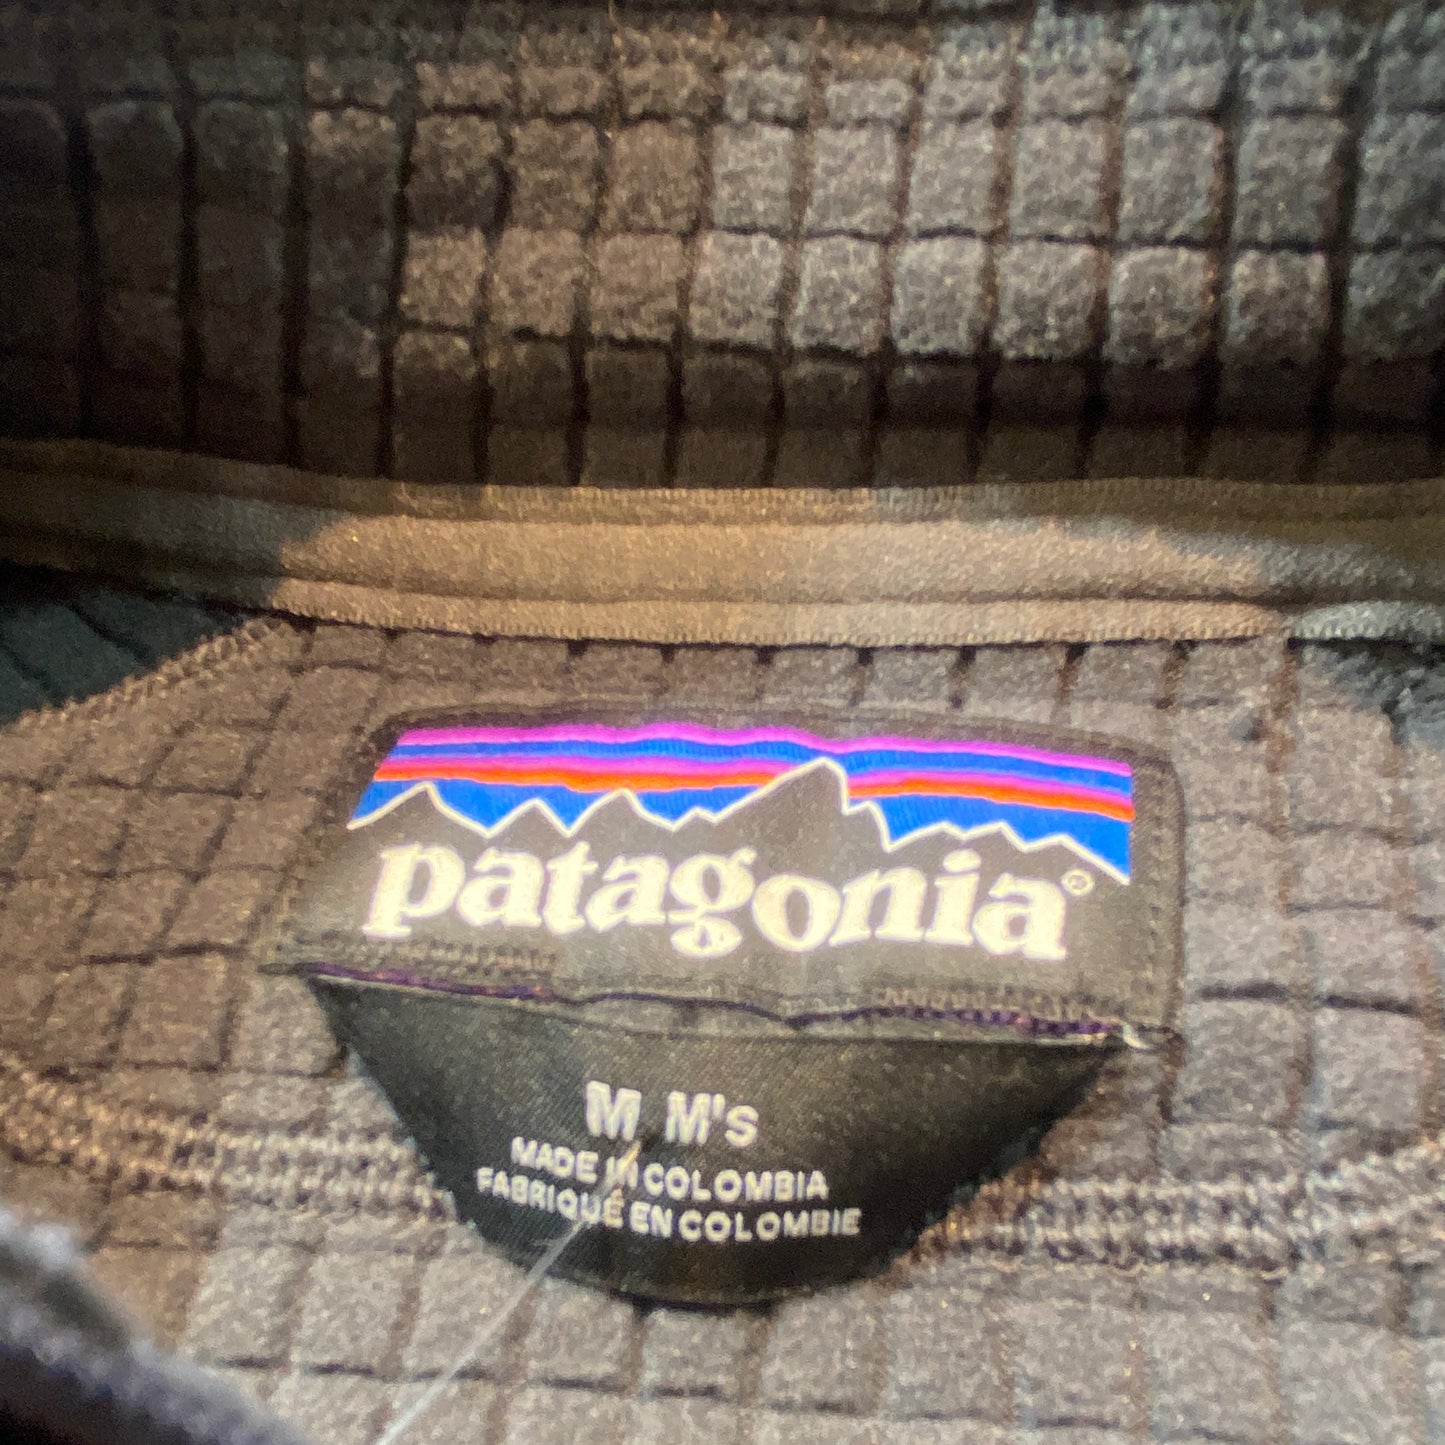 patagonia®
M M's
MADE IN COLOMBIA
FABRIQUÉ EN COLOMBIE